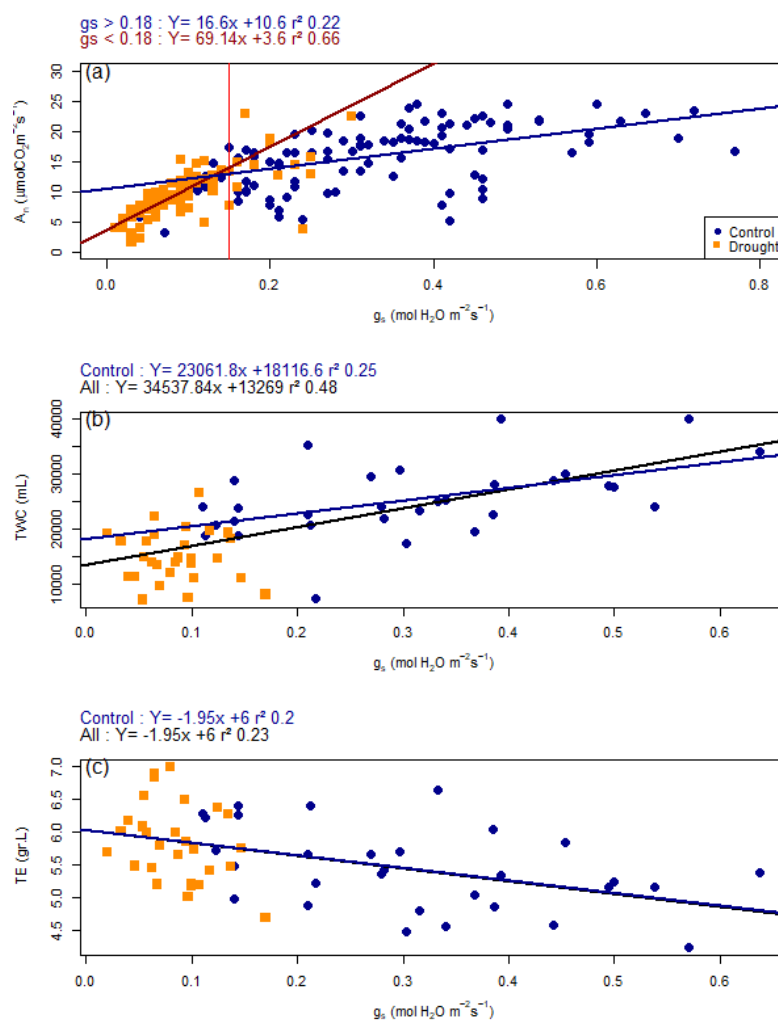 gs > 0.18 : Y= 16.6x +10.6 r² 0.22
gs < 0.18 : Y= 69.14x +3.6 r² 0.66
(a)
30
25
20
15
10
5
0
Aₙ (µmolCO₂m⁻²s⁻¹)
Control
Drought
0.0 0.2 0.4 0.6 0.8
gₛ (mol H₂O m⁻²s⁻¹)
Control : Y= 23061.8x +18116.6 r² 0.25
All : Y= 34537.84x +13269 r² 0.48
(b)
40000
30000
20000
10000
TWC (mL)
0.0 0.1 0.2 0.3 0.4 0.5 0.6
gₛ (mol H₂O m⁻²s⁻¹)
Control : Y= -1.95x +6 r² 0.2
All : Y= -1.95x +6 r² 0.23
(c)
7.0
6.5
6.0
5.5
5.0
4.5
TE (gr.L)
0.0 0.1 0.2 0.3 0.4 0.5 0.6
gₛ (mol H₂O m⁻²s⁻¹)